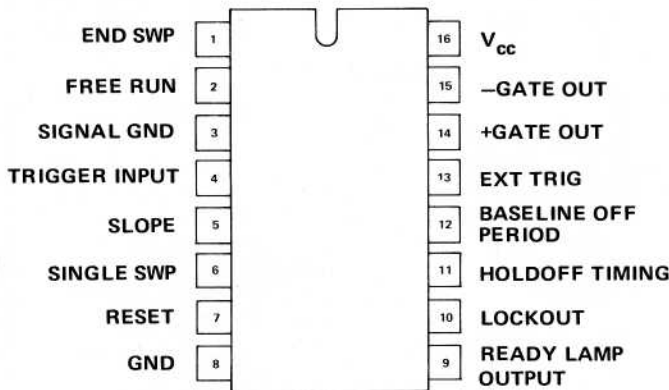 END SWP 1
FREE RUN 2
SIGNAL GND 3
TRIGGER INPUT 4
SLOPE 5
SINGLE SWP 6
RESET 7
GND 8
16 Vcc
15 –GATE OUT
14 +GATE OUT
13 EXT TRIG
12 BASELINE OFF
PERIOD
11 HOLDOFF TIMING
10 LOCKOUT
9 READY LAMP
OUTPUT